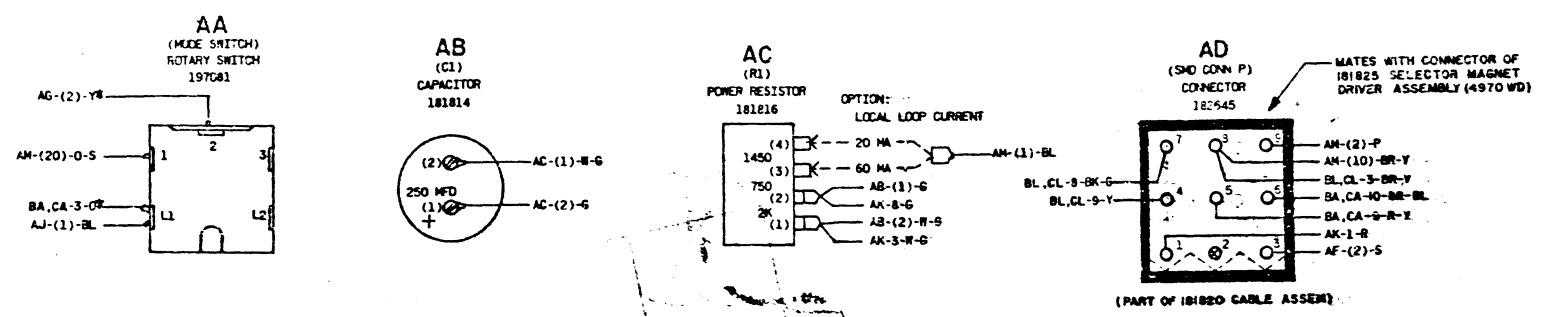 AA
(MODE SWITCH)
ROTARY SWITCH
197081
AG-(2)-Y*
2
1
3
AM-(20)-O-S
BA,CA-3-O*
AJ-(1)-BL
L1
L2
AB
(C1)
CAPACITOR
181814
(2)
AC-(1)-W-G
250 MFD
(1)
AC-(2)-G
+
AC
(R1)
POWER RESISTOR
181816
OPTION:
LOCAL LOOP CURRENT
(4)
20 MA
1450
AM-(1)-BL
(3)
60 MA
750
AB-(1)-G
(2)
AK-8-G
2K
AB-(2)-W-G
(1)
AK-3-W-G
AD
(SMD CONN P)
CONNECTOR
182645
MATES WITH CONNECTOR OF
181825 SELECTOR MAGNET
DRIVER ASSEMBLY (4970 WD)
7
9
AM-(2)-P
AM-(10)-BR-Y
BL,CL-8-BK-G
BL,CL-3-BR-Y
4
5
6
BL,CL-9-Y
BA,CA-10-BR-BL
AK-1-R
1
2
3
AF-(2)-S
(PART OF 181820 CABLE ASSEM)